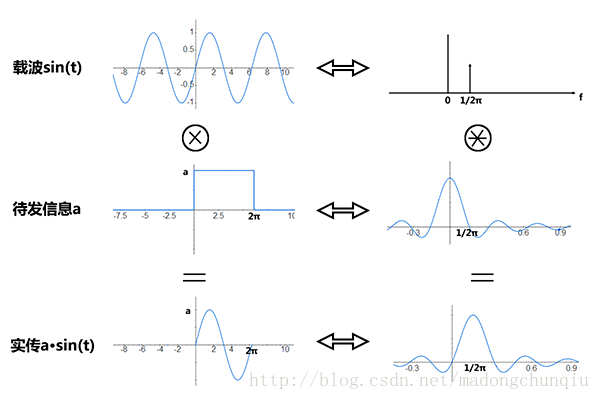 载波sin(t)
1
0.5
-8 -6 -4 -2 2 4 6 8 10
-0.5
-1
0 1/2π f
待发信息a
a
-7.5 -5 -2.5 2.5 2π 10
-0.3 1/2π 0.6 0.9
实传a•sin(t)
a
-8 -6 -4 -2 2 4 2π 8 10
-0.3 1/2π 0.6 0.9
http://blog.csdn.net/madongchunqiu